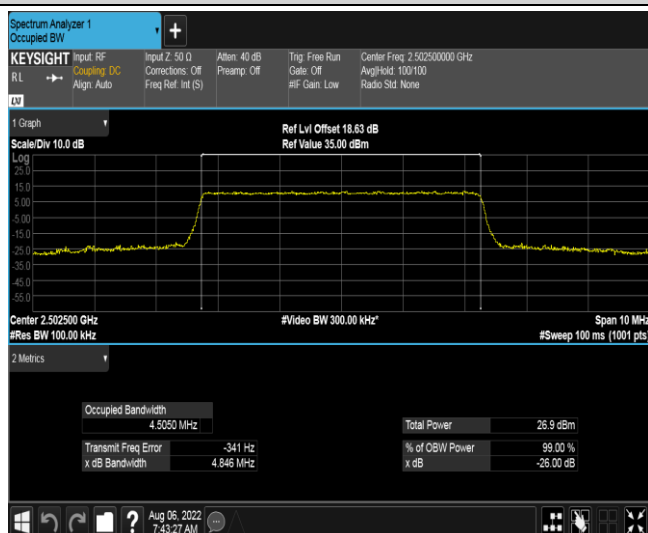 Spectrum Analyzer 1
Occupied BW
+
KEYSIGHT Input: RF Input Z: 50 Ω Atten: 40 dB Trig: Free Run Center Freq: 2.502500000 GHz
RL Coupling: DC Corrections: Off Preamp: Off Gate: Off Avg|Hold: 100/100
Align: Auto Freq Ref: Int (S) #IF Gain: Low Radio Std: None
LXI
1 Graph
Ref Lvl Offset 18.63 dB
Scale/Div 10.0 dB Ref Value 35.00 dBm
Log
25.0
15.0
5.00
-5.00
-15.0
-25.0
-35.0
-45.0
-55.0
Center 2.502500 GHz #Video BW 300.00 kHz* Span 10 MHz
#Res BW 100.00 kHz #Sweep 100 ms (1001 pts)
2 Metrics
Occupied Bandwidth
4.5050 MHz Total Power 26.9 dBm
Transmit Freq Error -341 Hz % of OBW Power 99.00 %
x dB Bandwidth 4.846 MHz x dB -26.00 dB
? Aug 06, 2022
7:43:27 AM